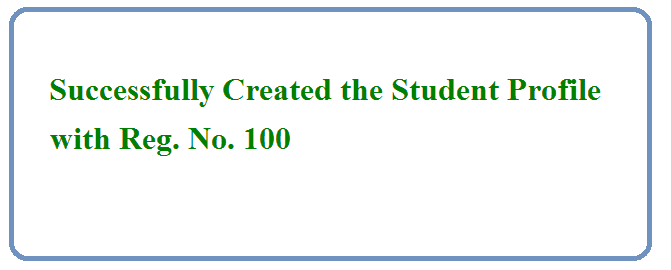 Successfully Created the Student Profile
with Reg. No. 100